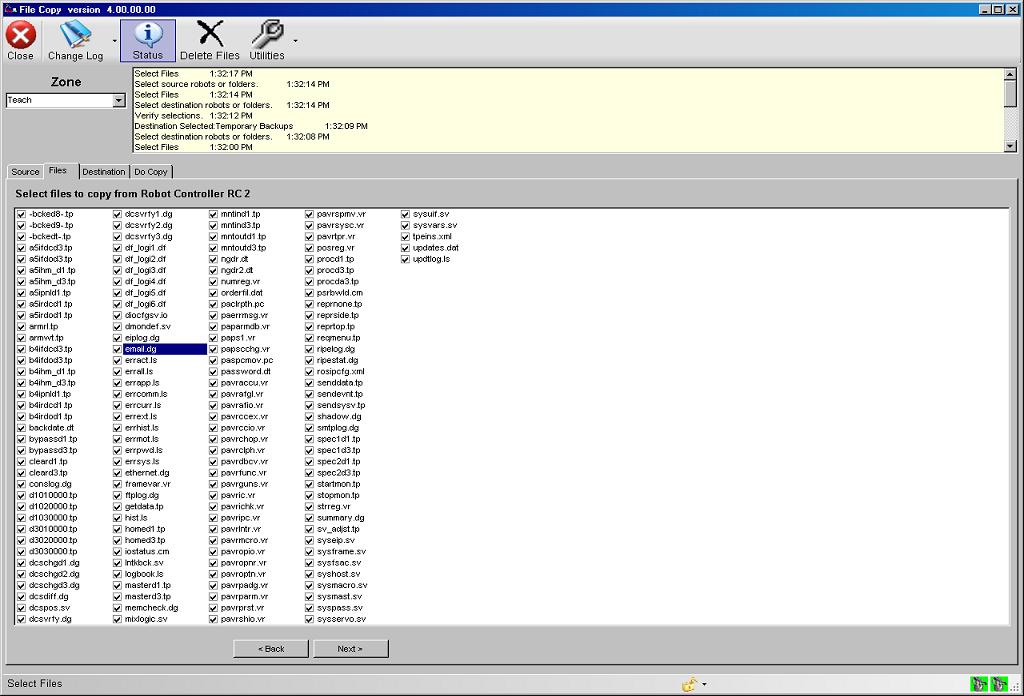 File Copy version 4.00.00.00
Close
Change Log
Status
Delete Files
Utilities
Zone
Teach
Select Files 1:32:17 PM
Select source robots or folders. 1:32:14 PM
Select Files 1:32:14 PM
Select destination robots or folders. 1:32:14 PM
Verify selections. 1:32:12 PM
Destination Selected:Temporary Backups 1:32:09 PM
Select destination robots or folders. 1:32:08 PM
Select Files 1:32:00 PM
Source
Files
Destination
Do Copy
Select files to copy from Robot Controller RC 2
-bcked8-.tp
-bcked9-.tp
-bckedt-.tp
a5ifdcd3.tp
a5ifdod3.tp
a5ihm_d1.tp
a5ihm_d3.tp
a5ipnld1.tp
a5irdcd1.tp
a5irdod1.tp
armrl.tp
armwt.tp
b4ifdcd3.tp
b4ifdod3.tp
b4ihm_d1.tp
b4ihm_d3.tp
b4ipnld1.tp
b4irdcd1.tp
b4irdod1.tp
backdate.dt
bypassd1.tp
bypassd3.tp
cleard1.tp
cleard3.tp
conslog.dg
d1010000.tp
d1020000.tp
d1030000.tp
d3010000.tp
d3020000.tp
d3030000.tp
dcschgd1.dg
dcschgd2.dg
dcschgd3.dg
dcsdiff.dg
dcspos.sv
dcsvrfy.dg
dcsvrfy1.dg
dcsvrfy2.dg
dcsvrfy3.dg
df_logi1.df
df_logi2.df
df_logi3.df
df_logi4.df
df_logi5.df
df_logi6.df
diocfgsv.io
dmondef.sv
eiplog.dg
email.dg
erract.ls
errall.ls
errapp.ls
errcomm.ls
errcurr.ls
errext.ls
errhist.ls
errmot.ls
errpwd.ls
errsys.ls
ethernet.dg
framevar.vr
ftplog.dg
getdata.tp
hist.ls
homed1.tp
homed3.tp
iostatus.cm
lntkbck.sv
logbook.ls
masterd1.tp
masterd3.tp
memcheck.dg
mixlogic.sv
mntind1.tp
mntind3.tp
mntoutd1.tp
mntoutd3.tp
ngdr.dt
ngdr2.dt
numreg.vr
orderfil.dat
paclrpth.pc
paerrmsg.vr
paparmdb.vr
paps1.vr
papscchg.vr
paspcmov.pc
password.dt
pavraccu.vr
pavrafgl.vr
pavrafio.vr
pavrccex.vr
pavrccio.vr
pavrchop.vr
pavrclph.vr
pavrdbcv.vr
pavrfunc.vr
pavrguns.vr
pavric.vr
pavrichk.vr
pavripc.vr
pavrlntr.vr
pavrmcro.vr
pavropio.vr
pavropnr.vr
pavroptn.vr
pavrpadg.vr
pavrparm.vr
pavrprst.vr
pavrshio.vr
pavrspmv.vr
pavrsysc.vr
pavrtpr.vr
posreg.vr
procd1.tp
procd3.tp
procda3.tp
psrbwld.cm
reprnone.tp
reprside.tp
reprtop.tp
reqmenu.tp
ripelog.dg
ripestat.dg
rosipcfg.xml
senddata.tp
sendevnt.tp
sendsysv.tp
shadow.dg
smtplog.dg
spec1d1.tp
spec1d3.tp
spec2d1.tp
spec2d3.tp
startmon.tp
stopmon.tp
strreg.vr
summary.dg
sv_adjst.tp
syseip.sv
sysframe.sv
sysfsac.sv
syshost.sv
sysmacro.sv
sysmast.sv
syspass.sv
sysservo.sv
sysuif.sv
sysvars.sv
tpeins.xml
updates.dat
updtlog.ls
< Back
Next >
Select Files